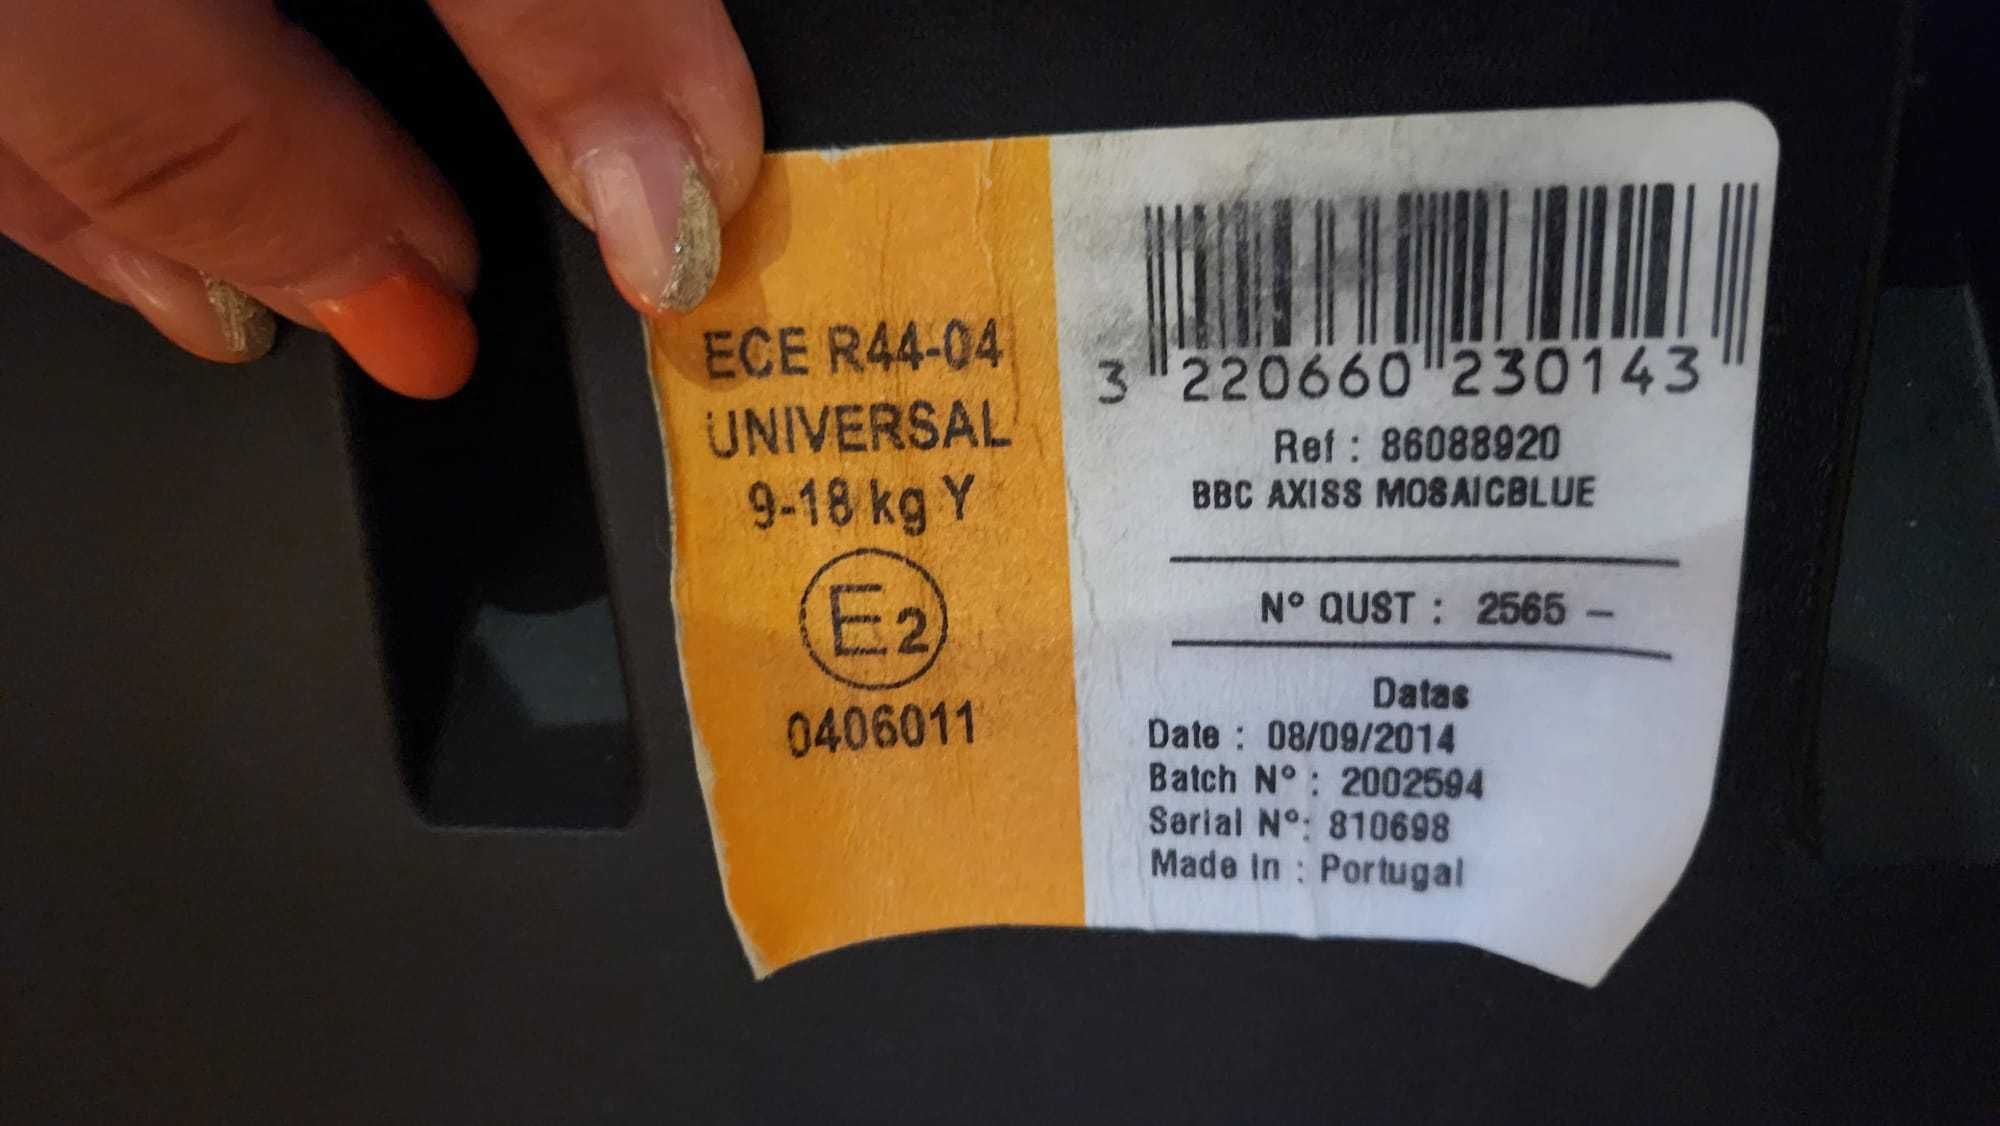 ECE R44-04
UNIVERSAL
9-18 kg Y
E2
0406011
3 220660 230143
Ref : 86088920
BBC AXISS MOSAICBLUE
N° QUST : 2565 –
Datas
Date : 08/09/2014
Batch N° : 2002594
Serial N°: 810698
Made in : Portugal